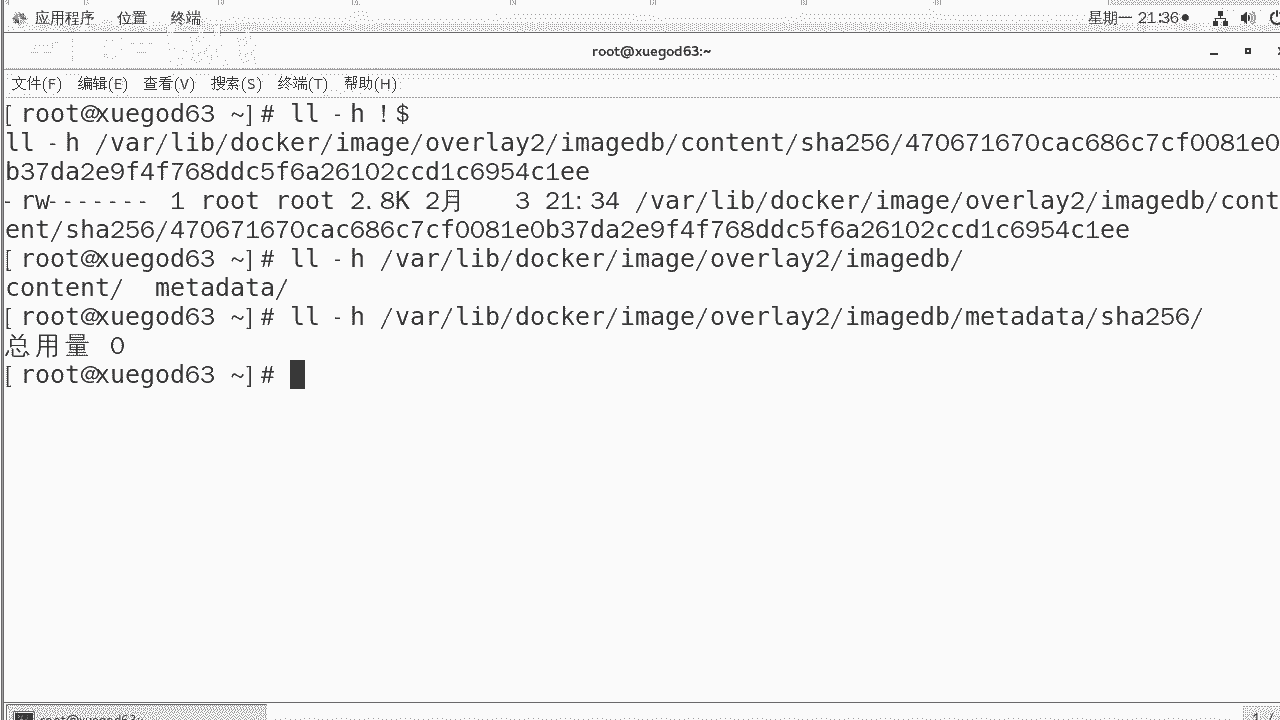 应用程序 位置 终端 星期一 21:36
root@xuegod63:~
文件(F) 编辑(E) 查看(V) 搜索(S) 终端(T) 帮助(H)
[root@xuegod63 ~]# ll -h !$
ll -h /var/lib/docker/image/overlay2/imagedb/content/sha256/470671670cac686c7cf0081e0
b37da2e9f4f768ddc5f6a26102ccd1c6954c1ee
-rw------- 1 root root 2.8K 2月   3 21:34 /var/lib/docker/image/overlay2/imagedb/cont
ent/sha256/470671670cac686c7cf0081e0b37da2e9f4f768ddc5f6a26102ccd1c6954c1ee
[root@xuegod63 ~]# ll -h /var/lib/docker/image/overlay2/imagedb/
content/  metadata/
[root@xuegod63 ~]# ll -h /var/lib/docker/image/overlay2/imagedb/metadata/sha256/
总用量 0
[root@xuegod63 ~]#